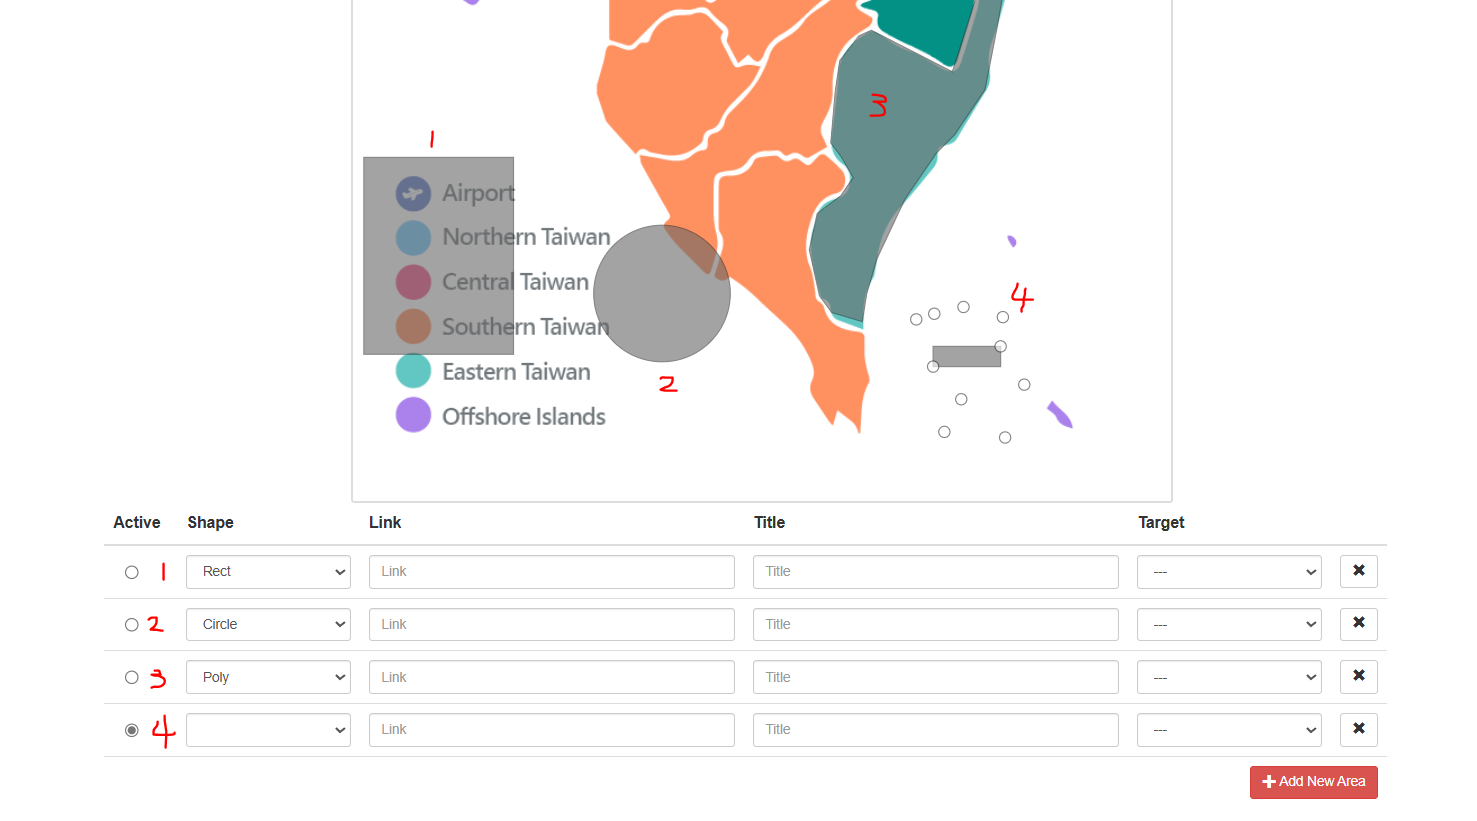 3
1
Airport
Northern Taiwan
Central Taiwan
4
Southern Taiwan
Eastern Taiwan
2
Offshore Islands
Active Shape Link Title Target
1 Rect Link Title ---
2 Circle Link Title ---
3 Poly Link Title ---
4 Link Title ---
Add New Area